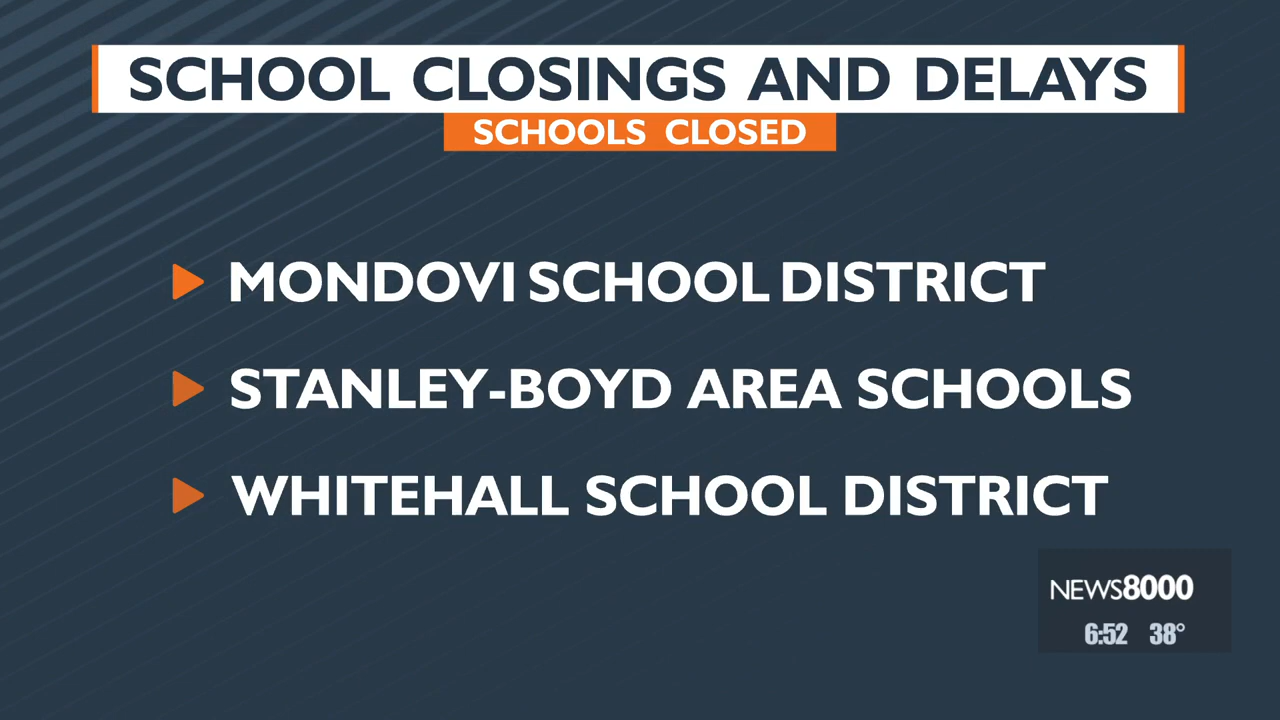 SCHOOL CLOSINGS AND DELAYS
SCHOOLS CLOSED
MONDOVI SCHOOL DISTRICT
STANLEY-BOYD AREA SCHOOLS
WHITEHALL SCHOOL DISTRICT
NEWS8000
6:52 38°